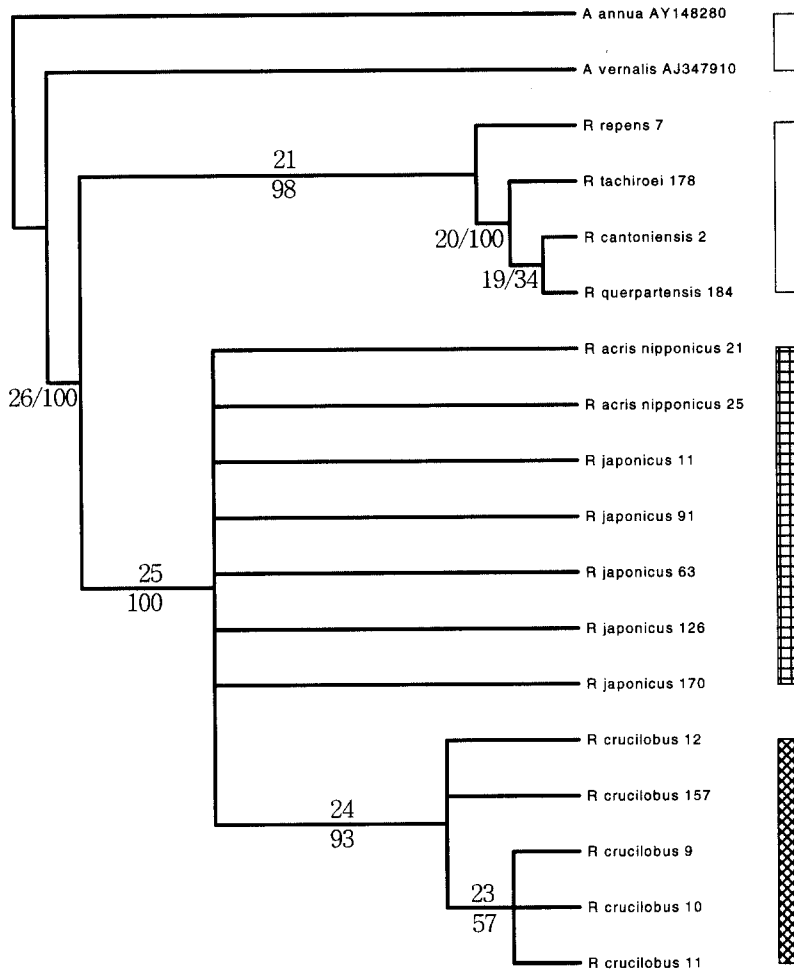 A annua AY148280
A vernalis AJ347910
R repens 7
21
98
R tachiroei 178
20/100
R cantoniensis 2
19/34
R querpartensis 184
R acris nipponicus 21
26/100
R acris nipponicus 25
R japonicus 11
R japonicus 91
25
100
R japonicus 63
R japonicus 126
R japonicus 170
R crucilobus 12
24
93
R crucilobus 157
R crucilobus 9
23
57
R crucilobus 10
R crucilobus 11